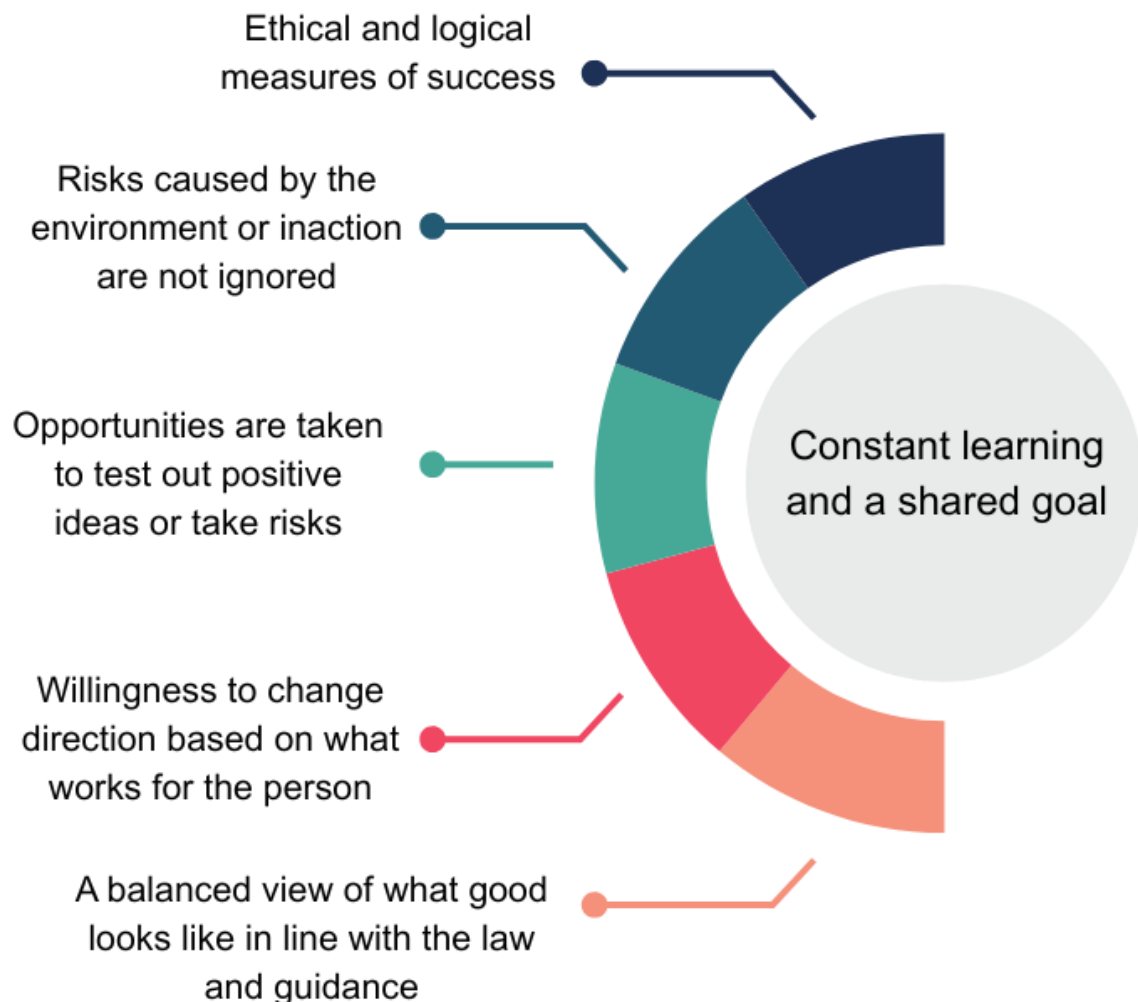 Ethical and logical
measures of success
Risks caused by the
environment or inaction
are not ignored
Opportunities are taken
to test out positive
ideas or take risks
Constant learning
and a shared goal
Willingness to change
direction based on what
works for the person
A balanced view of what good
looks like in line with the law
and guidance